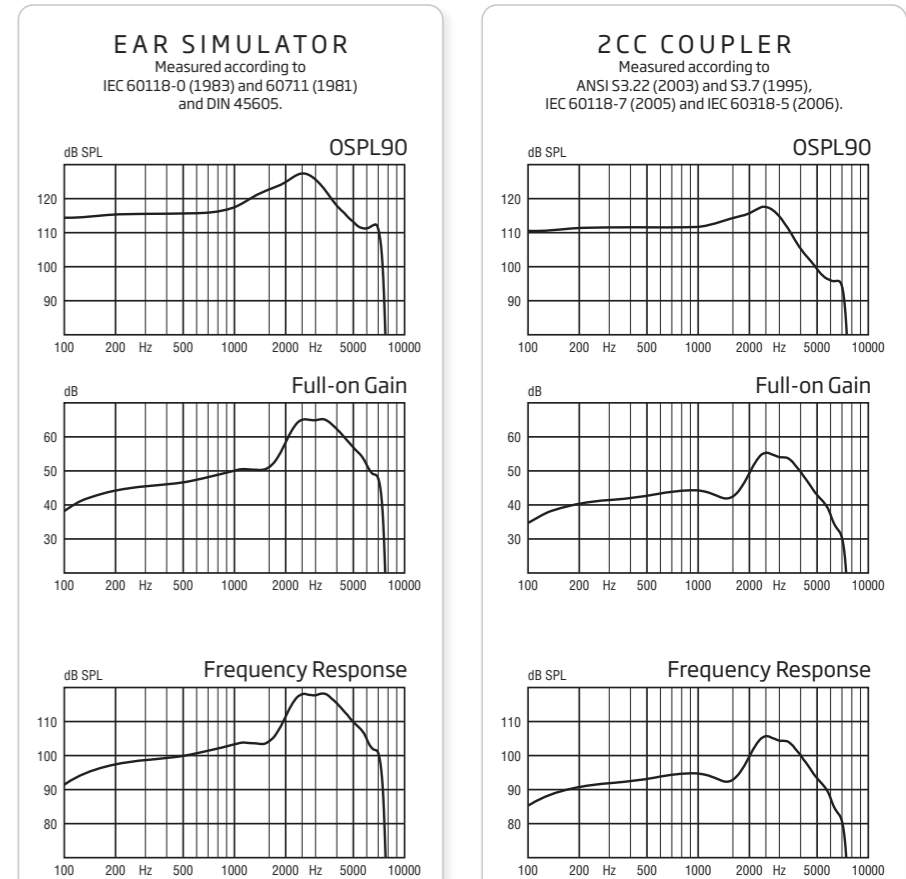 EAR SIMULATOR
Measured according to
IEC 60118-0 (1983) and 60711 (1981)
and DIN 45605.
dB SPL
OSPL90
120
110
100
90
100 200 Hz 500 1000 2000 Hz 5000 10000
dB
Full-on Gain
60
50
40
30
100 200 Hz 500 1000 2000 Hz 5000 10000
dB SPL
Frequency Response
110
100
90
80
100 200 Hz 500 1000 2000 Hz 5000 10000
2CC COUPLER
Measured according to
ANSI S3.22 (2003) and S3.7 (1995),
IEC 60118-7 (2005) and IEC 60318-5 (2006).
dB SPL
OSPL90
120
110
100
90
100 200 Hz 500 1000 2000 Hz 5000 10000
dB
Full-on Gain
60
50
40
30
100 200 Hz 500 1000 2000 Hz 5000 10000
dB SPL
Frequency Response
110
100
90
80
100 200 Hz 500 1000 2000 Hz 5000 10000